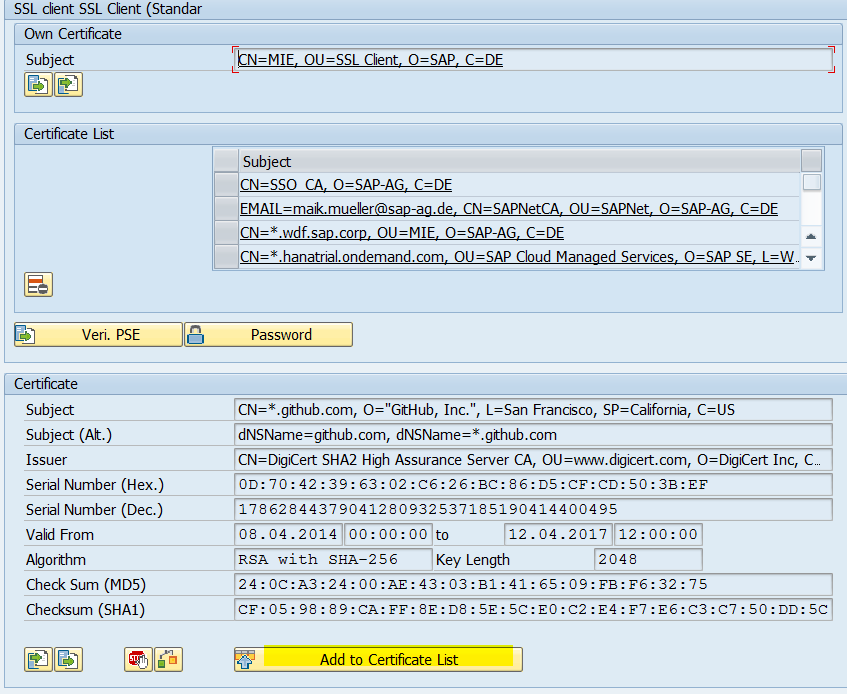 SSL client SSL Client (Standar
Own Certificate
Subject CN=MIE, OU=SSL Client, O=SAP, C=DE
Certificate List
Subject
CN=SSO_CA, O=SAP-AG, C=DE
EMAIL=maik.mueller@sap-ag.de, CN=SAPNetCA, OU=SAPNet, O=SAP-AG, C=DE
CN=*.wdf.sap.corp, OU=MIE, O=SAP-AG, C=DE
CN=*.hanatrial.ondemand.com, OU=SAP Cloud Managed Services, O=SAP SE, L=W..
Veri. PSE Password
Certificate
Subject CN=*.github.com, O="GitHub, Inc.", L=San Francisco, SP=California, C=US
Subject (Alt.) dNSName=github.com, dNSName=*.github.com
Issuer CN=DigiCert SHA2 High Assurance Server CA, OU=www.digicert.com, O=DigiCert Inc, C...
Serial Number (Hex.) 0D:70:42:39:63:02:C6:26:BC:86:D5:CF:CD:50:3B:EF
Serial Number (Dec.) 17862844379041280932537185190414400495
Valid From 08.04.2014 00:00:00 to 12.04.2017 12:00:00
Algorithm RSA with SHA-256 Key Length 2048
Check Sum (MD5) 24:0C:A3:24:00:AE:43:03:B1:41:65:09:FB:F6:32:75
Checksum (SHA1) CF:05:98:89:CA:FF:8E:D8:5E:5C:E0:C2:E4:F7:E6:C3:C7:50:DD:5C
STOP
Add to Certificate List